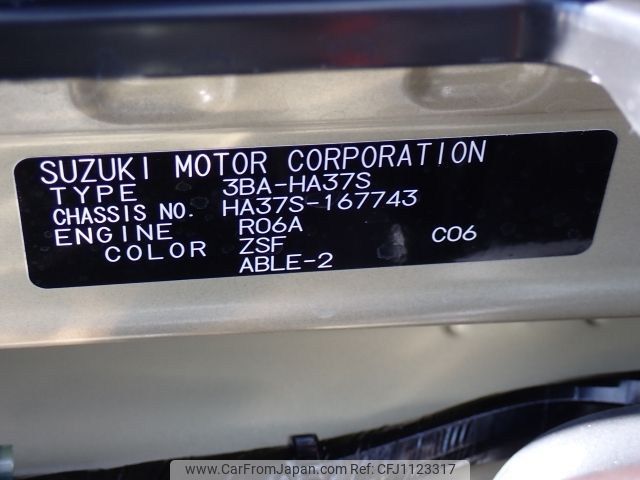 SUZUKI MOTOR CORPORATION
TYPE 3BA-HA37S
CHASSIS NO. HA37S-167743
ENGINE R06A C06
COLOR ZSF
ABLE-2
www.CarFromJapan.com | CFJ1123317